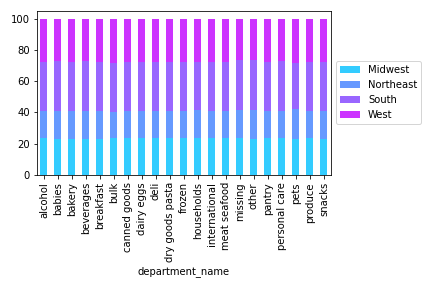 100
80
60
40
20
0
Midwest
Northeast
South
West
alcohol
babies
bakery
beverages
breakfast
bulk
canned goods
dairy eggs
deli
dry goods pasta
frozen
households
international
meat seafood
missing
other
pantry
personal care
pets
produce
snacks
department_name